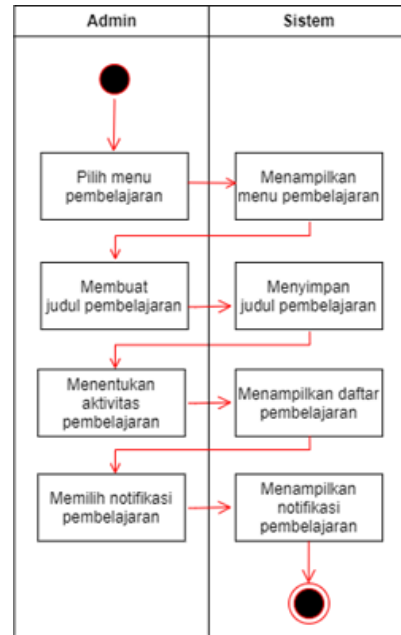 Admin
Sistem
Pilih menu
pembelajaran
Menampilkan
menu pembelajaran
Membuat
judul pembelajaran
Menyimpan
judul pembelajaran
Menentukan
aktivitas
pembelajaran
Menampilkan daftar
pembelajaran
Memilih notifikasi
pembelajaran
Menampilkan
notifikasi
pembelajaran